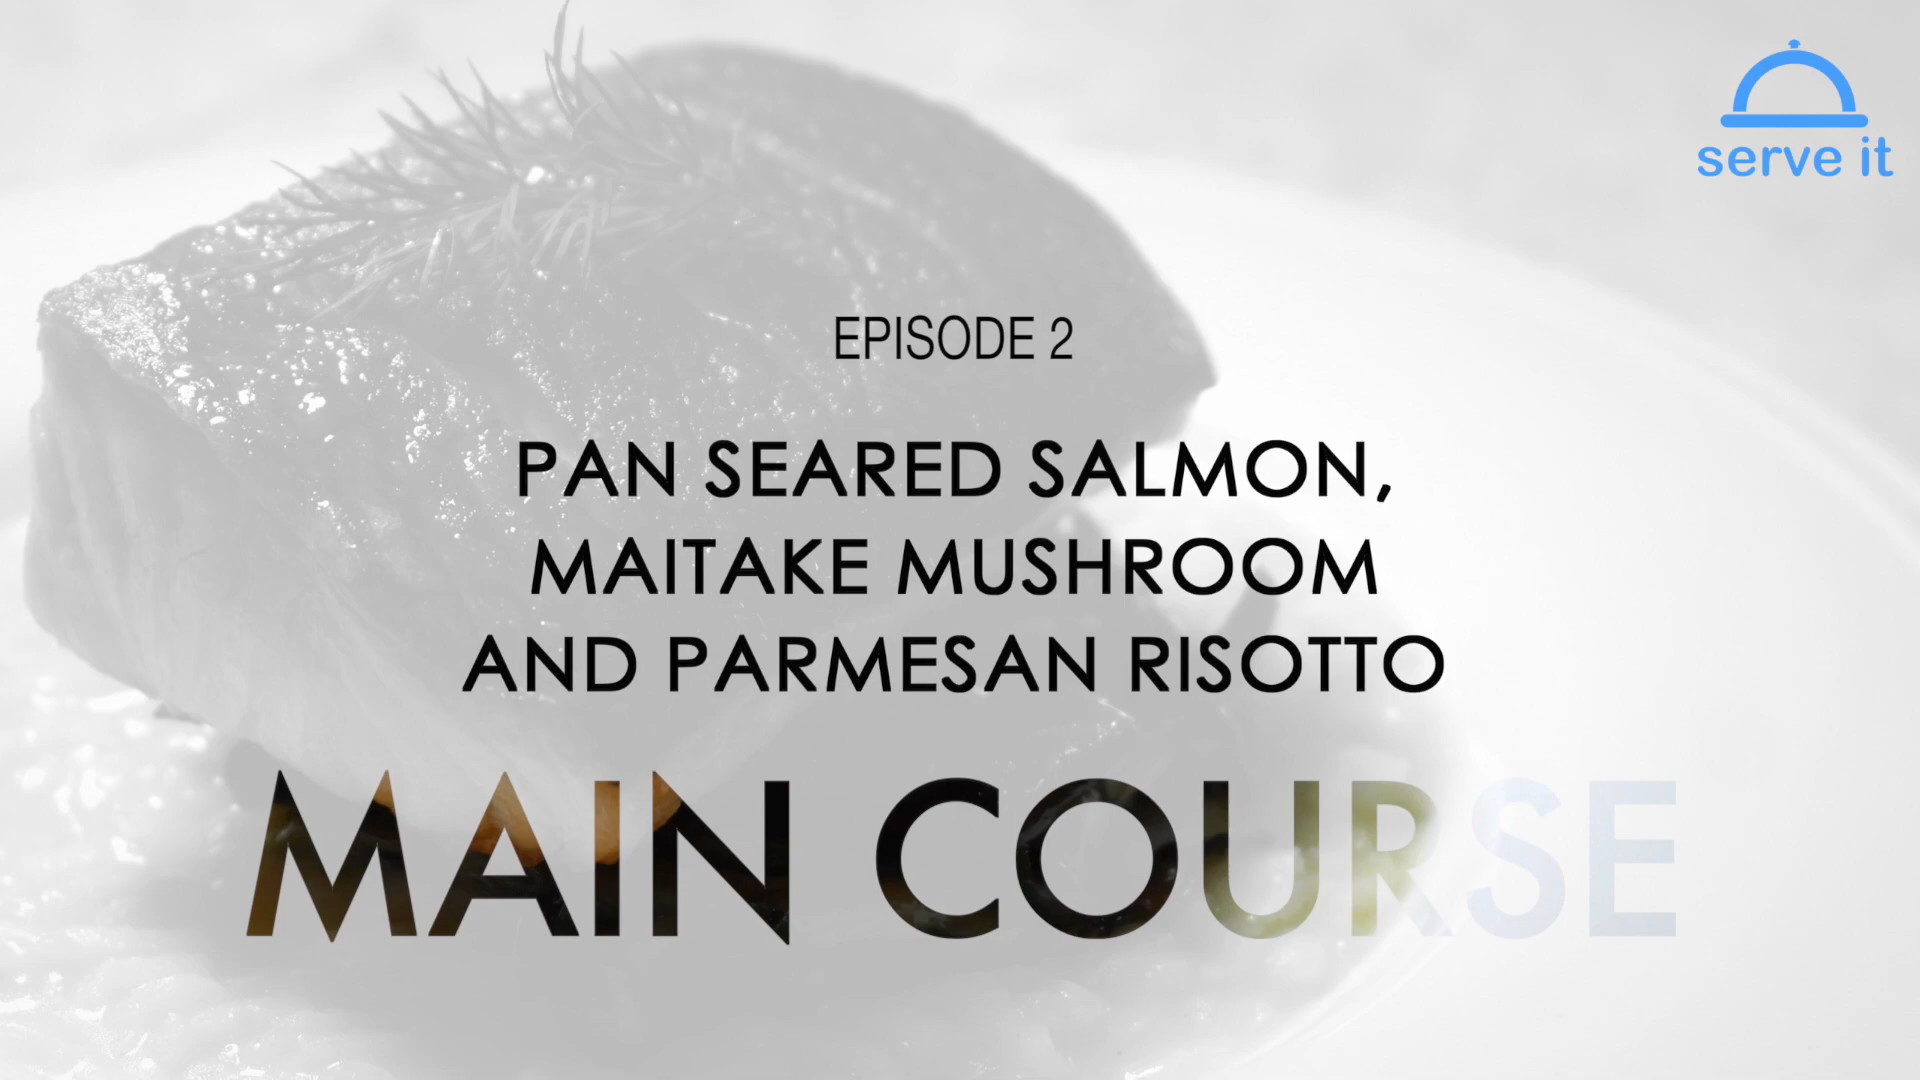 serve it
EPISODE 2
PAN SEARED SALMON,
MAITAKE MUSHROOM
AND PARMESAN RISOTTO
MAIN COURSE